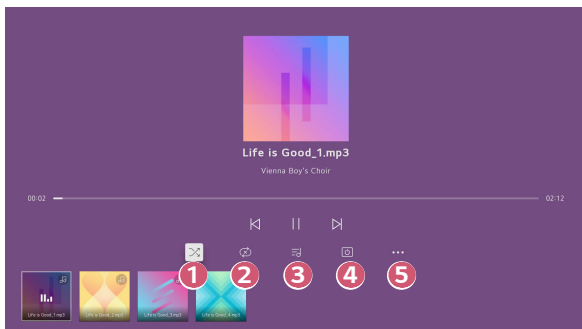 Life is Good_1.mp3
Vienna Boy's Choir
00:02
02:12
1 2 3 4 5
Life is Good_1.mp3
Life is Good_2.mp3
Life is Good_3.mp3
Life is Good_4.mp3